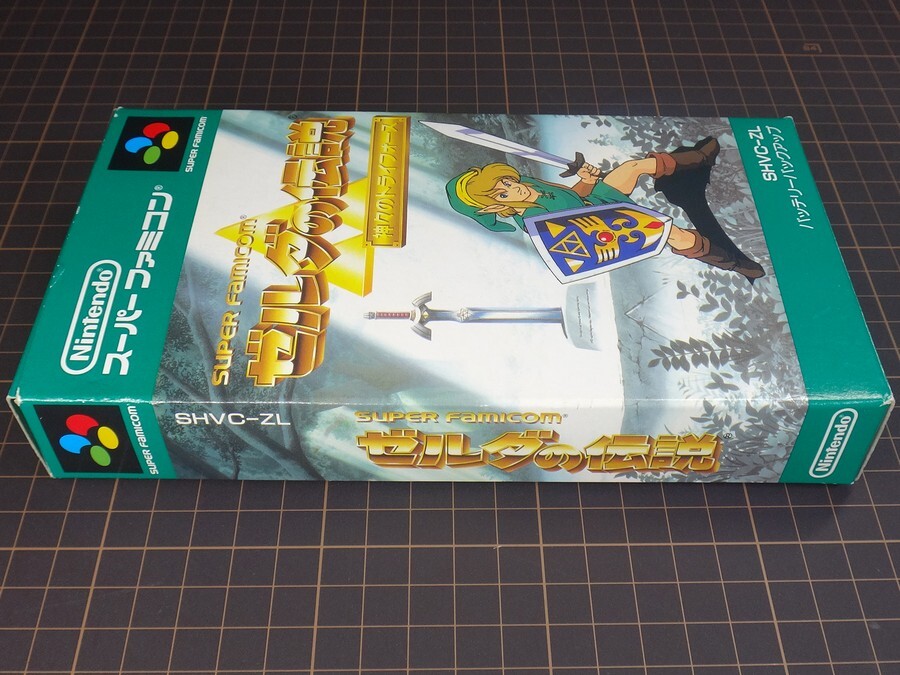 SUPER FAMICOM
Nintendo®
スーパーファミコン®
SUPER FAMICOM®
ゼルダの伝説®
神々のトライフォース
SHVC-ZL
バッテリーバックアップ
SUPER FAMICOM
SHVC-ZL
SUPER FAMICOM®
ゼルダの伝説®
Nintendo®